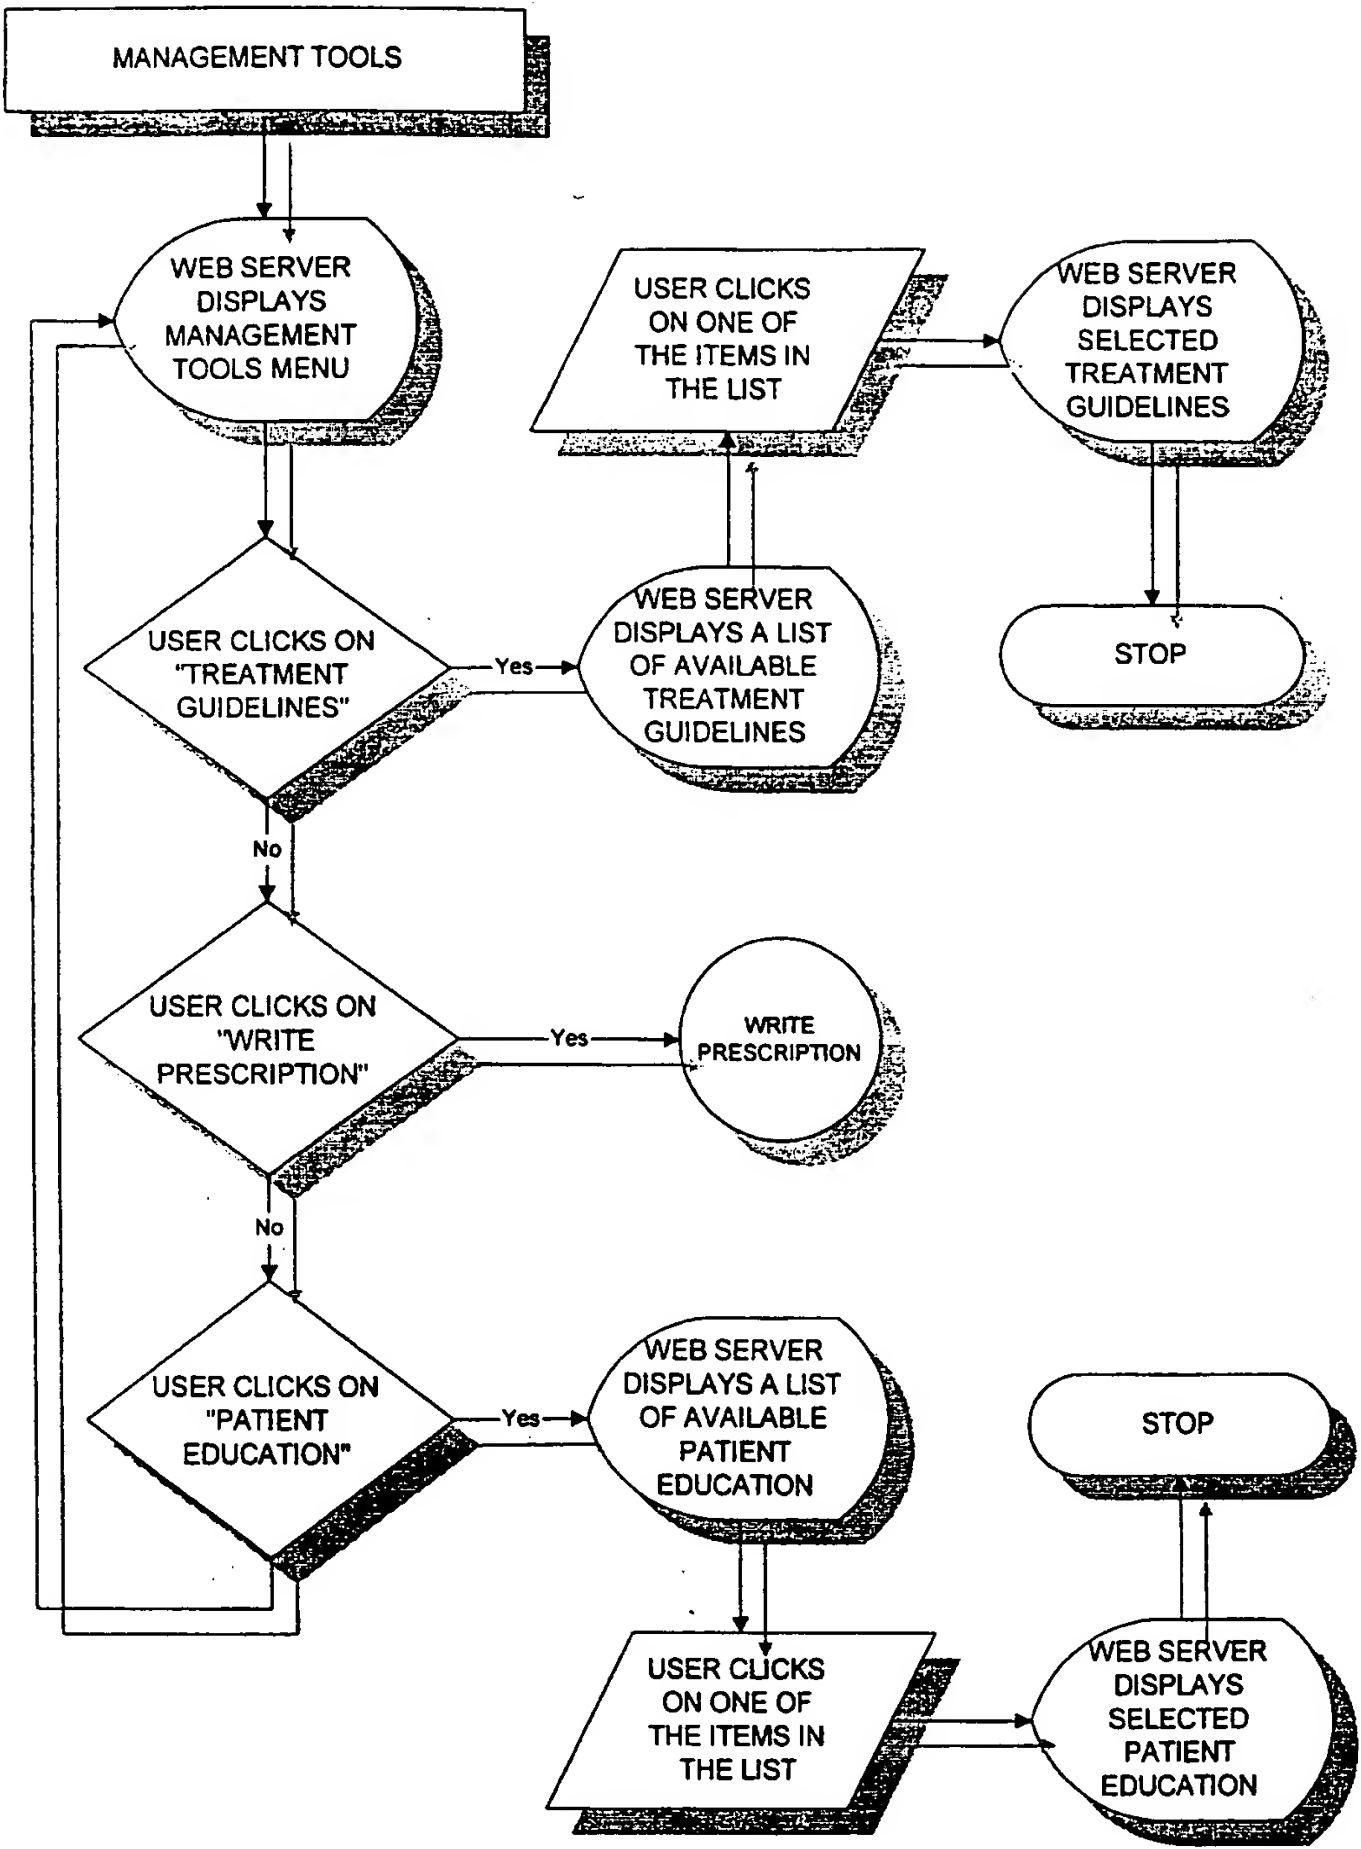 MANAGEMENT TOOLS
WEB SERVER
DISPLAYS
MANAGEMENT
TOOLS MENU
USER CLICKS
ON ONE OF
THE ITEMS IN
THE LIST
WEB SERVER
DISPLAYS
SELECTED
TREATMENT
GUIDELINES
USER CLICKS ON
"TREATMENT
GUIDELINES"
Yes
WEB SERVER
DISPLAYS A LIST
OF AVAILABLE
TREATMENT
GUIDELINES
STOP
No
USER CLICKS ON
"WRITE
PRESCRIPTION"
Yes
WRITE
PRESCRIPTION
No
USER CLICKS ON
"PATIENT
EDUCATION"
Yes
WEB SERVER
DISPLAYS A LIST
OF AVAILABLE
PATIENT
EDUCATION
STOP
USER CLICKS
ON ONE OF
THE ITEMS IN
THE LIST
WEB SERVER
DISPLAYS
SELECTED
PATIENT
EDUCATION